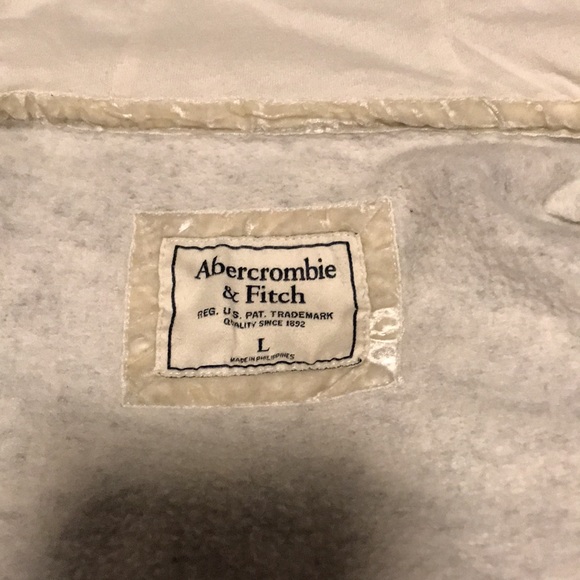 Abercrombie
& Fitch
REG. U.S. PAT. TRADEMARK
QUALITY SINCE 1892
L
MADE IN PHILIPPINES